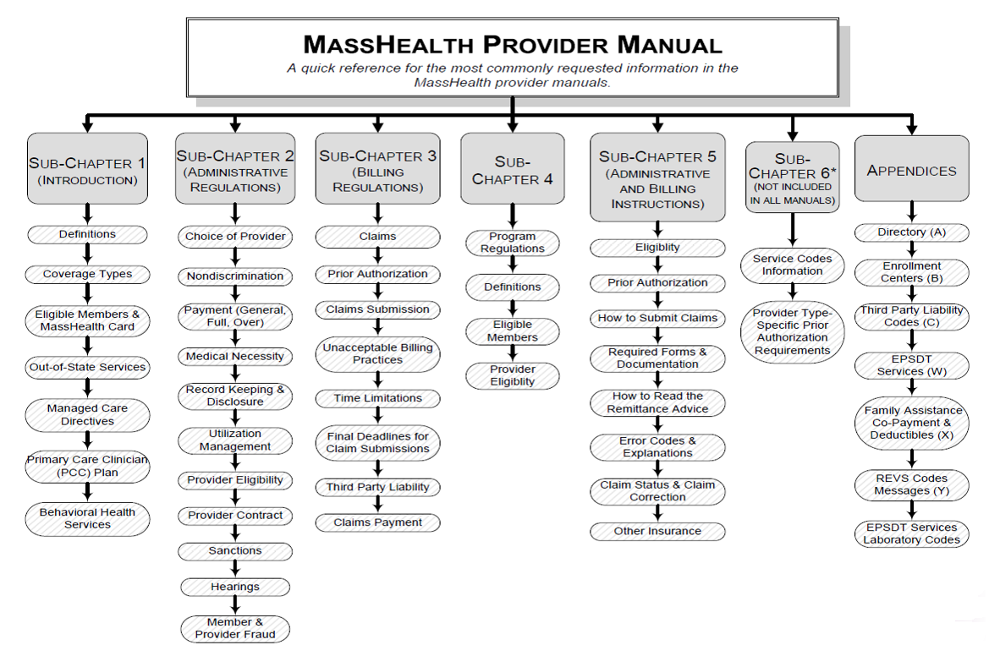 MASSHEALTH PROVIDER MANUAL
A quick reference for the most commonly requested information in the
MassHealth provider manuals.
SUB-CHAPTER 1
(INTRODUCTION)
Definitions
Coverage Types
Eligible Members &
MassHealth Card
Out-of-State Services
Managed Care
Directives
Primary Care Clinician
(PCC) Plan
Behavioral Health
Services
SUB-CHAPTER 2
(ADMINISTRATIVE
REGULATIONS)
Choice of Provider
Nondiscrimination
Payment (General,
Full, Over)
Medical Necessity
Record Keeping &
Disclosure
Utilization
Management
Provider Eligibility
Provider Contract
Sanctions
Hearings
Member &
Provider Fraud
SUB-CHAPTER 3
(BILLING
REGULATIONS)
Claims
Prior Authorization
Claims Submission
Unacceptable Billing
Practices
Time Limitations
Final Deadlines for
Claim Submissions
Third Party Liability
Claims Payment
SUB-
CHAPTER 4
Program
Regulations
Definitions
Eligible
Members
Provider
Eligiblity
SUB-CHAPTER 5
(ADMINISTRATIVE
AND BILLING
INSTRUCTIONS)
Eligiblity
Prior Authorization
How to Submit Claims
Required Forms &
Documentation
How to Read the
Remittance Advice
Error Codes &
Explanations
Claim Status & Claim
Correction
Other Insurance
SUB-
CHAPTER 6*
(NOT INCLUDED
IN ALL MANUALS)
Service Codes
Information
Provider Type-
Specific Prior
Authorization
Requirements
APPENDICES
Directory (A)
Enrollment
Centers (B)
Third Party Liability
Codes (C)
EPSDT
Services (W)
Family Assistance
Co-Payment &
Deductibles (X)
REVS Codes
Messages (Y)
EPSDT Services
Laboratory Codes